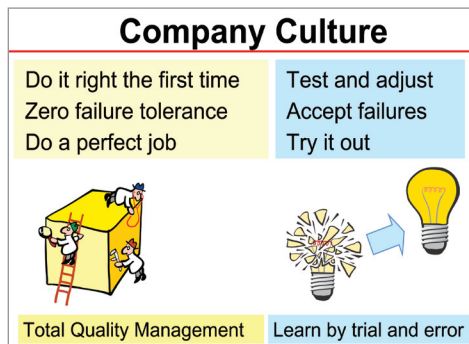 Company Culture
Do it right the first time
Zero failure tolerance
Do a perfect job
Test and adjust
Accept failures
Try it out
Total Quality Management
Learn by trial and error